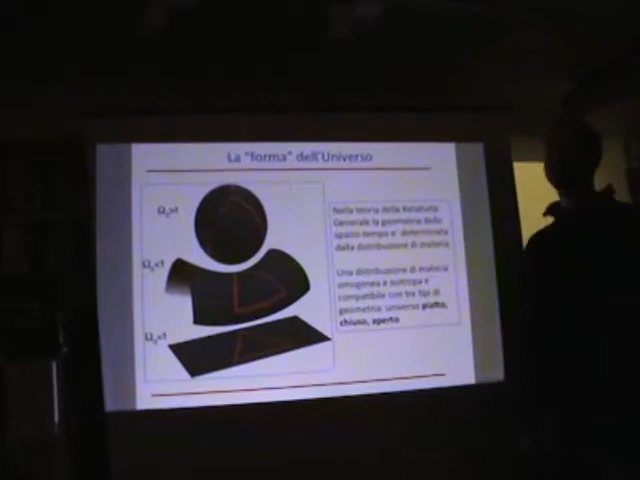 La "forma" dell'Universo
Ω₀>1
Ω₀<1
Ω₀=1
Nella teoria della Relatività
Generale la geometria dello
spazio-tempo e' determinata
dalla distribuzione di materia
Una distribuzione di materia
omogenea e isotropa e
compatibile con tre tipi di
geometria: universo piatto,
chiuso, aperto